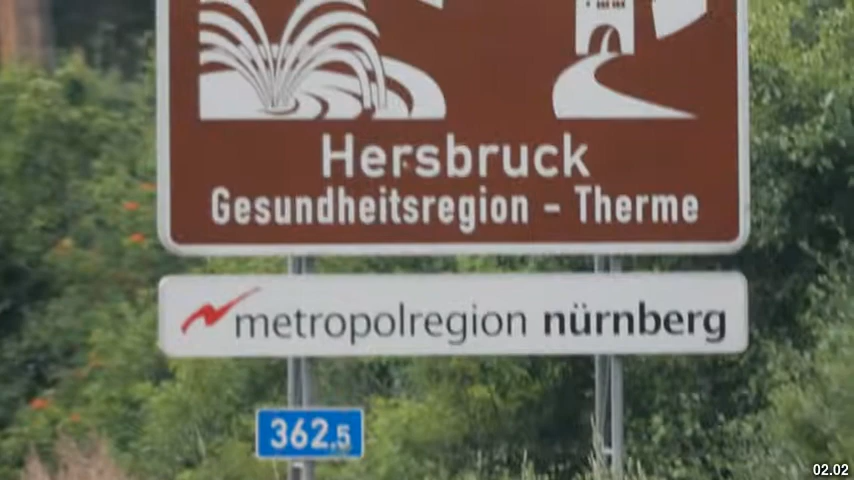 Hersbruck
Gesundheitsregion - Therme
metropolregion nürnberg
362.5
02.02